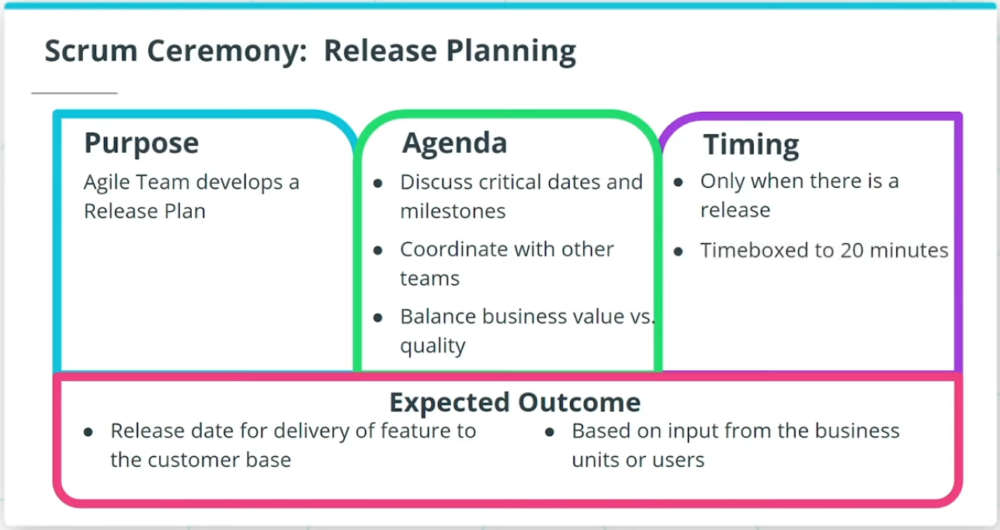 Scrum Ceremony: Release Planning
Purpose
Agile Team develops a
Release Plan
Agenda
● Discuss critical dates and
milestones
● Coordinate with other
teams
● Balance business value vs.
quality
Timing
● Only when there is a
release
● Timeboxed to 20 minutes
Expected Outcome
● Release date for delivery of feature to
the customer base
● Based on input from the business
units or users